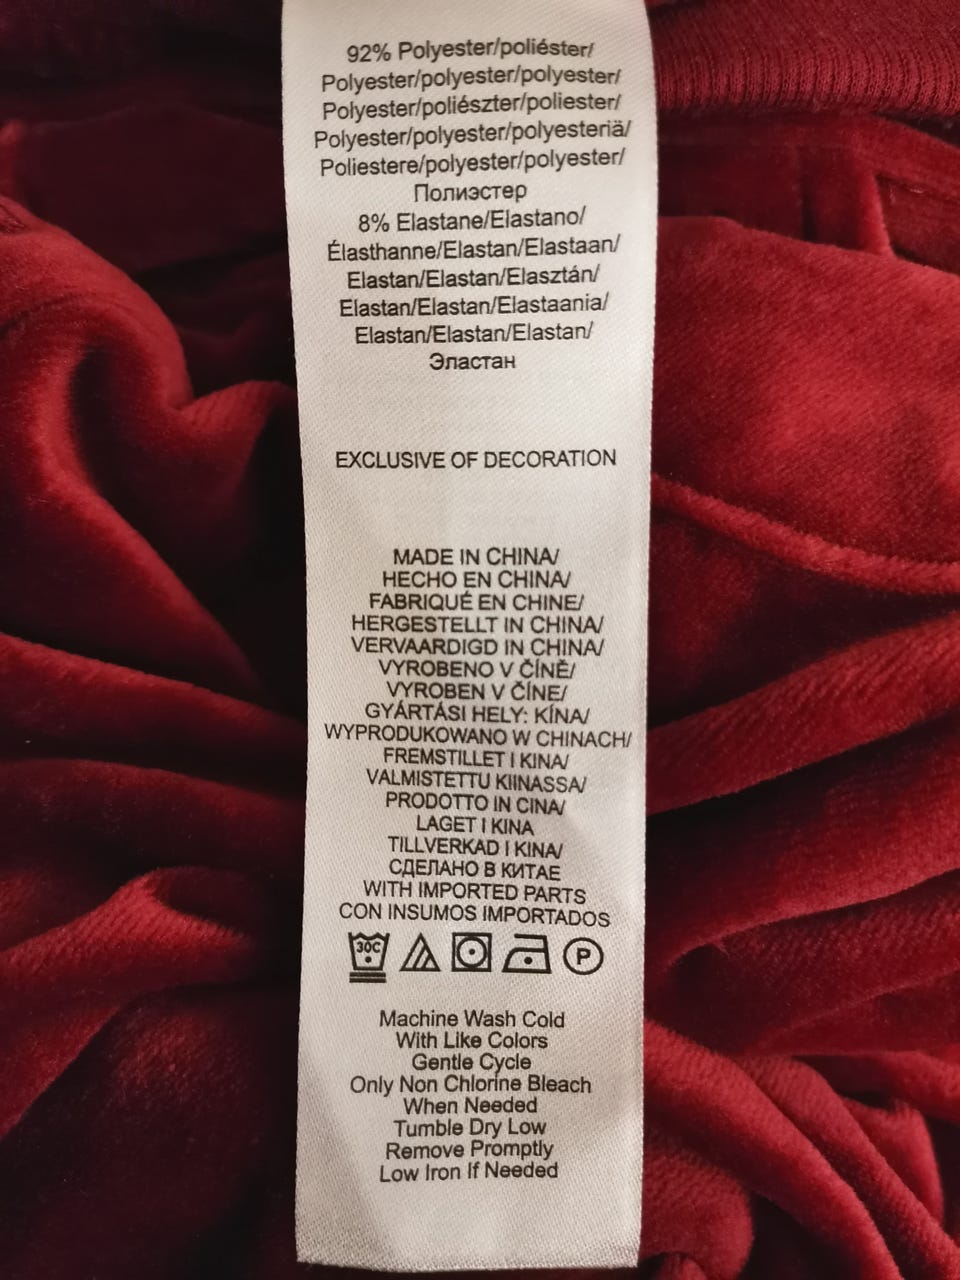 92% Polyester/poliéster/
Polyester/polyester/polyester/
Polyester/poliészter/poliester/
Polyester/polyester/polyesteriä/
Poliestere/polyester/polyester/
Полиэстер
8% Elastane/Elastano/
Élasthanne/Elastan/Elastaan/
Elastan/Elastan/Elasztán/
Elastan/Elastan/Elastaania/
Elastan/Elastan/Elastan/
Эластан
EXCLUSIVE OF DECORATION
MADE IN CHINA/
HECHO EN CHINA/
FABRIQUÉ EN CHINE/
HERGESTELLT IN CHINA/
VERVAARDIGD IN CHINA/
VYROBENO V ČÍNĚ/
VYROBEN V ČÍNE/
GYÁRTÁSI HELY: KÍNA/
WYPRODUKOWANO W CHINACH/
FREMSTILLET I KINA/
VALMISTETTU KIINASSA/
PRODOTTO IN CINA/
LAGET I KINA
TILLVERKAD I KINA/
СДЕЛАНО В КИТАЕ
WITH IMPORTED PARTS
CON INSUMOS IMPORTADOS
30C P
Machine Wash Cold
With Like Colors
Gentle Cycle
Only Non Chlorine Bleach
When Needed
Tumble Dry Low
Remove Promptly
Low Iron If Needed